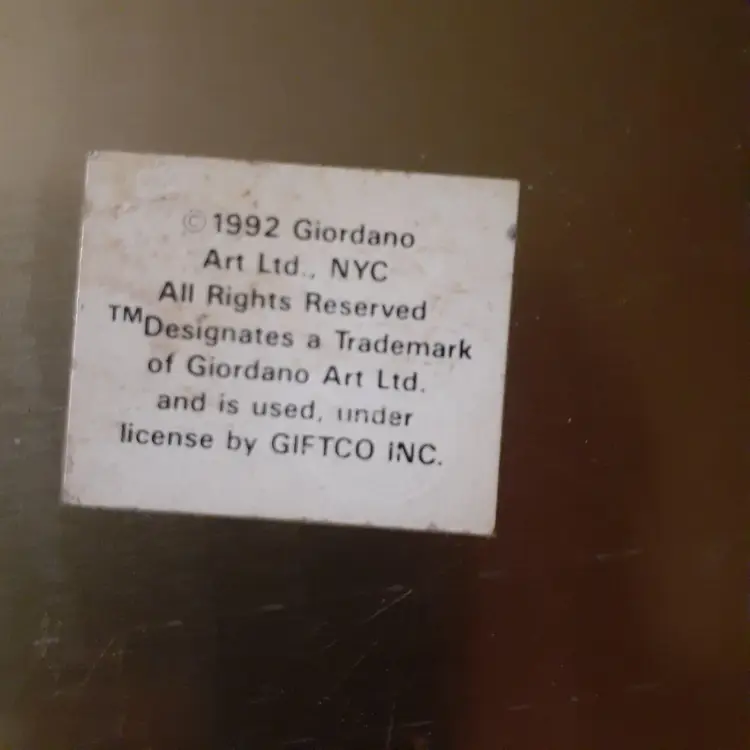 ©1992 Giordano
Art Ltd., NYC
All Rights Reserved
™Designates a Trademark
of Giordano Art Ltd.
and is used, under
license by GIFTCO INC.